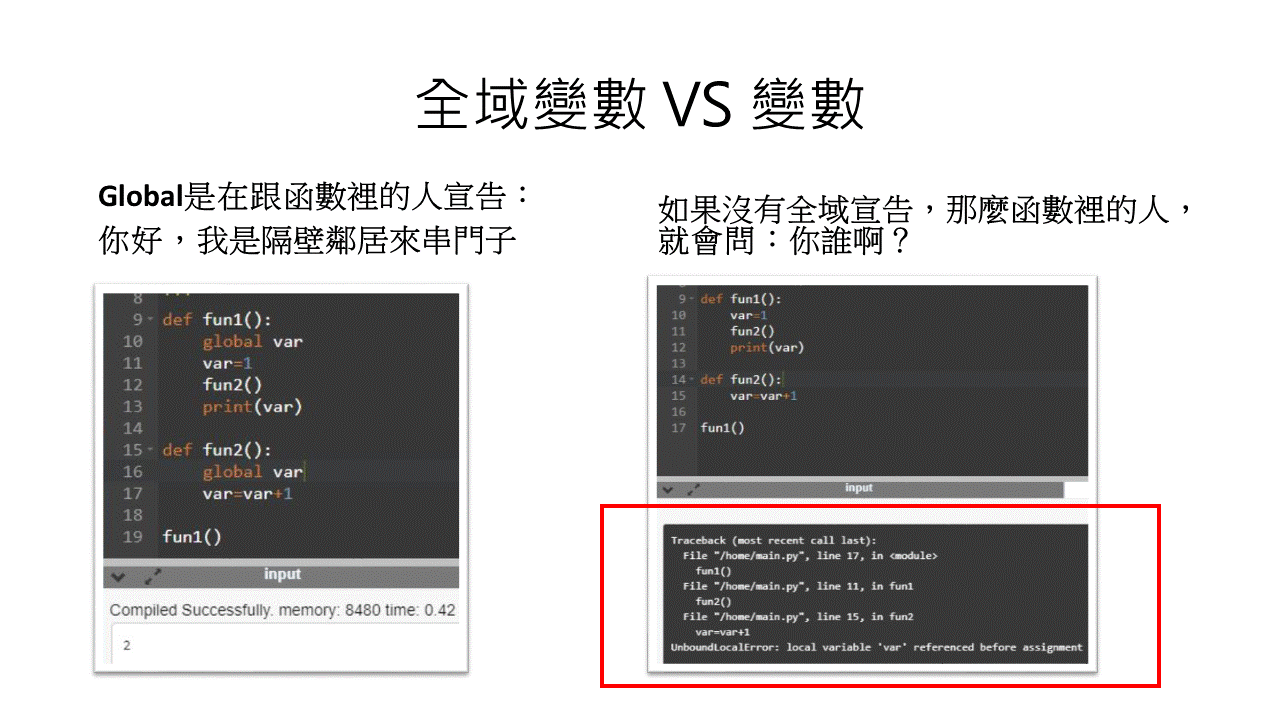 全域變數 VS 變數
Global是在跟函數裡的人宣告：
你好，我是隔壁鄰居來串門子
8
9 def fun1():
10 global var
11 var=1
12 fun2()
13 print(var)
14
15 def fun2():
16 global var
17 var=var+1
18
19 fun1()
input
Compiled Successfully. memory: 8480 time: 0.42
2
如果沒有全域宣告，那麼函數裡的人，
就會問：你誰啊？
9 def fun1():
10 var=1
11 fun2()
12 print(var)
13
14 def fun2():
15 var=var+1
16
17 fun1()
input
Traceback (most recent call last):
File "/home/main.py", line 17, in <module>
fun1()
File "/home/main.py", line 11, in fun1
fun2()
File "/home/main.py", line 15, in fun2
var=var+1
UnboundLocalError: local variable 'var' referenced before assignment